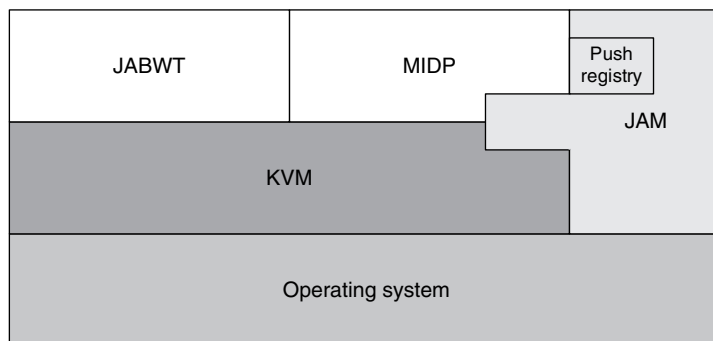 JABWT
MIDP
Push
registry
JAM
KVM
Operating system